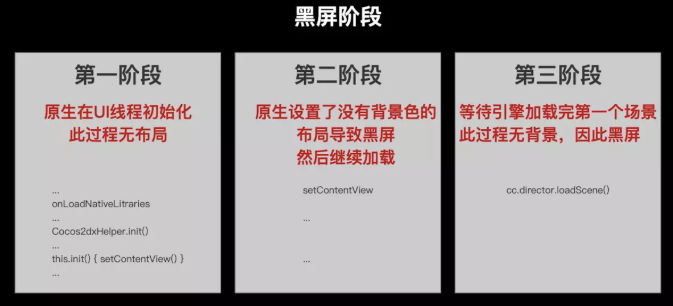 黑屏阶段
第一阶段
原生在UI线程初始化
此过程无布局
...
onLoadNativeLitraries
...
Cocos2dxHelper.init()
...
this.init() { setContentView() }
...
第二阶段
原生设置了没有背景色的
布局导致黑屏
然后继续加载
setContentView
...
...
第三阶段
等待引擎加载完第一个场景
此过程无背景，因此黑屏
cc.director.loadScene()